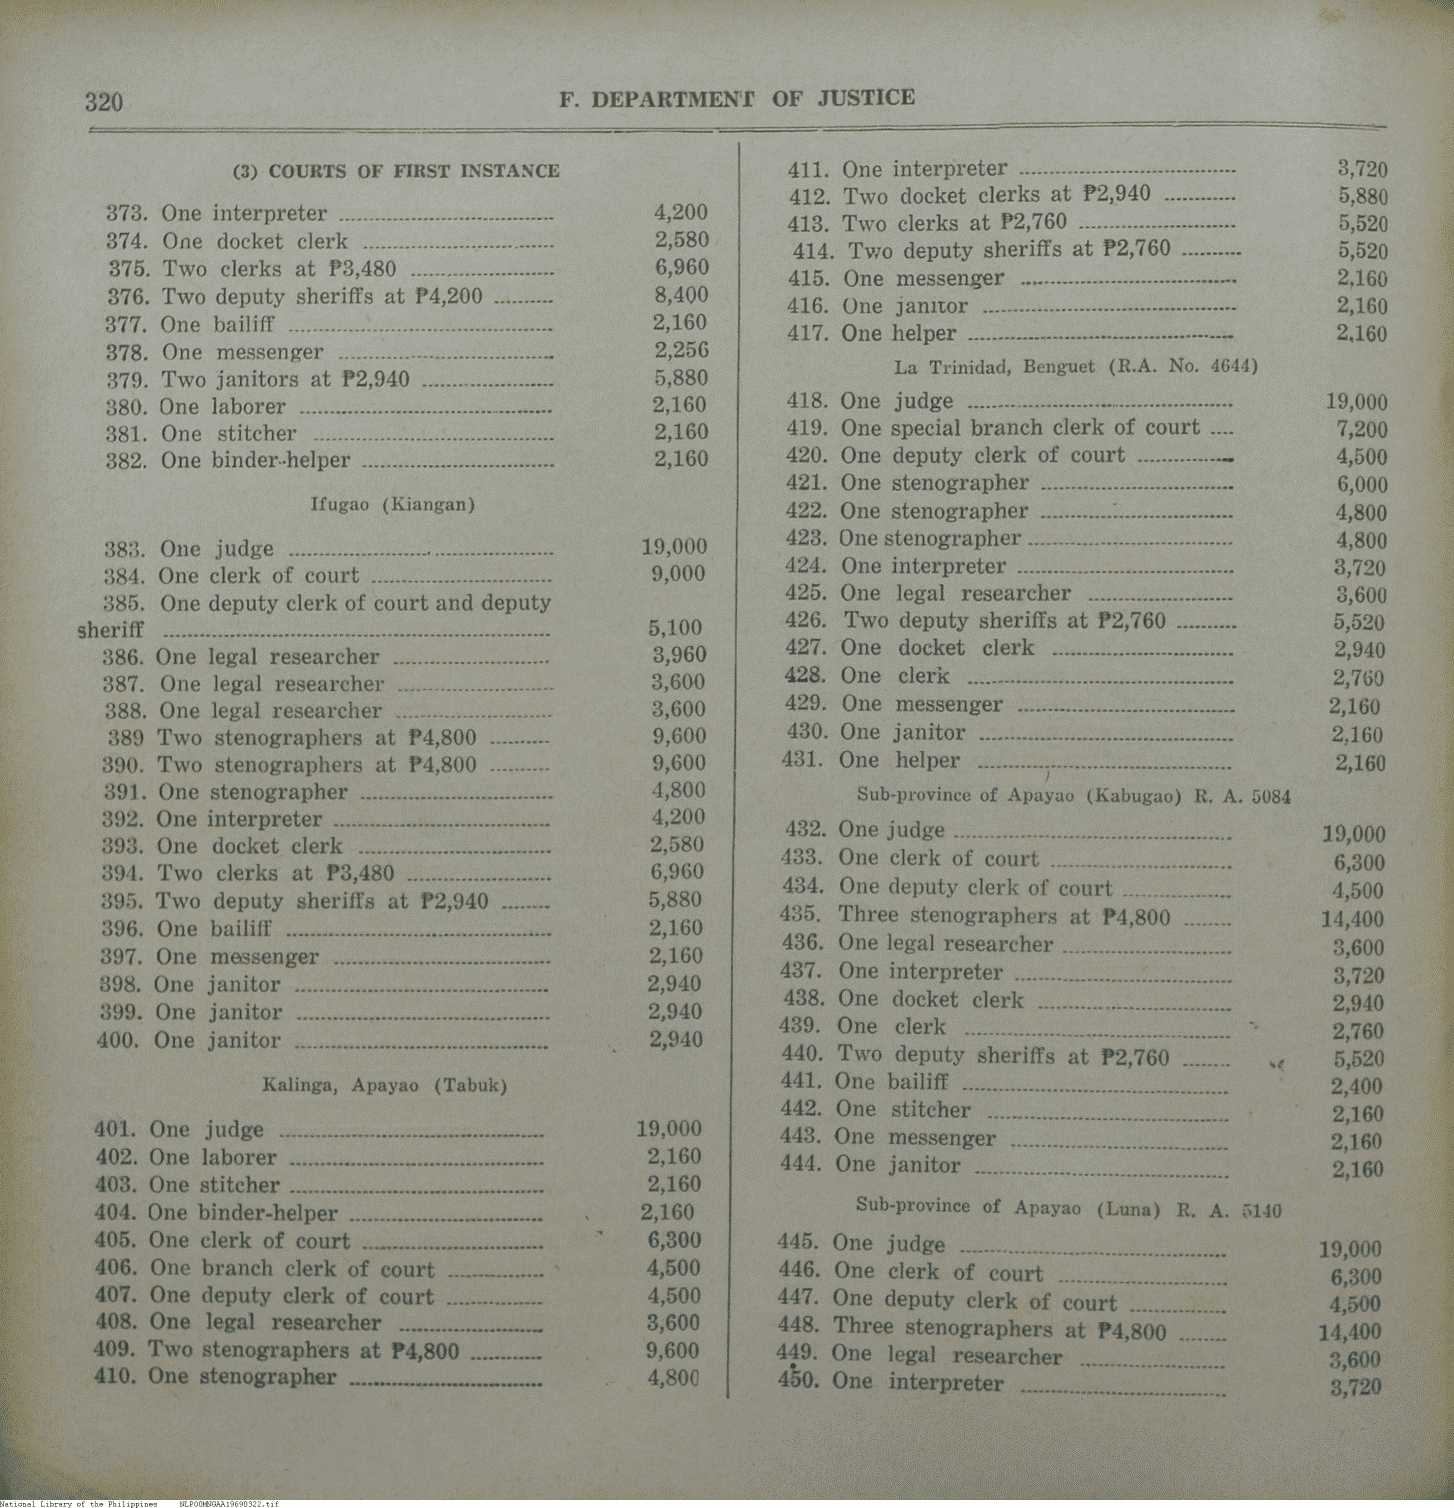 320
F. DEPARTMENT OF JUSTICE
(3) COURTS OF FIRST INSTANCE
373. One interpreter 4,200
374. One docket clerk 2,580
375. Two clerks at ₱3,480 6,960
376. Two deputy sheriffs at ₱4,200 8,400
377. One bailiff 2,160
378. One messenger 2,256
379. Two janitors at ₱2,940 5,880
380. One laborer 2,160
381. One stitcher 2,160
382. One binder-helper 2,160
Ifugao (Kiangan)
383. One judge 19,000
384. One clerk of court 9,000
385. One deputy clerk of court and deputy
sheriff 5,100
386. One legal researcher 3,960
387. One legal researcher 3,600
388. One legal researcher 3,600
389 Two stenographers at ₱4,800 9,600
390. Two stenographers at ₱4,800 9,600
391. One stenographer 4,800
392. One interpreter 4,200
393. One docket clerk 2,580
394. Two clerks at ₱3,480 6,960
395. Two deputy sheriffs at ₱2,940 5,880
396. One bailiff 2,160
397. One messenger 2,160
398. One janitor 2,940
399. One janitor 2,940
400. One janitor 2,940
Kalinga, Apayao (Tabuk)
401. One judge 19,000
402. One laborer 2,160
403. One stitcher 2,160
404. One binder-helper 2,160
405. One clerk of court 6,300
406. One branch clerk of court 4,500
407. One deputy clerk of court 4,500
408. One legal researcher 3,600
409. Two stenographers at ₱4,800 9,600
410. One stenographer 4,800
411. One interpreter 3,720
412. Two docket clerks at ₱2,940 5,880
413. Two clerks at ₱2,760 5,520
414. Two deputy sheriffs at ₱2,760 5,520
415. One messenger 2,160
416. One janitor 2,160
417. One helper 2,160
La Trinidad, Benguet (R.A. No. 4644)
418. One judge 19,000
419. One special branch clerk of court 7,200
420. One deputy clerk of court 4,500
421. One stenographer 6,000
422. One stenographer 4,800
423. One stenographer 4,800
424. One interpreter 3,720
425. One legal researcher 3,600
426. Two deputy sheriffs at ₱2,760 5,520
427. One docket clerk 2,940
428. One clerk 2,760
429. One messenger 2,160
430. One janitor 2,160
431. One helper 2,160
Sub-province of Apayao (Kabugao) R. A. 5084
432. One judge 19,000
433. One clerk of court 6,300
434. One deputy clerk of court 4,500
435. Three stenographers at ₱4,800 14,400
436. One legal researcher 3,600
437. One interpreter 3,720
438. One docket clerk 2,940
439. One clerk 2,760
440. Two deputy sheriffs at ₱2,760 5,520
441. One bailiff 2,400
442. One stitcher 2,160
443. One messenger 2,160
444. One janitor 2,160
Sub-province of Apayao (Luna) R. A. 5140
445. One judge 19,000
446. One clerk of court 6,300
447. One deputy clerk of court 4,500
448. Three stenographers at ₱4,800 14,400
449. One legal researcher 3,600
450. One interpreter 3,720
National Library of the Philippines NLPOOMNGAA19690322.tif